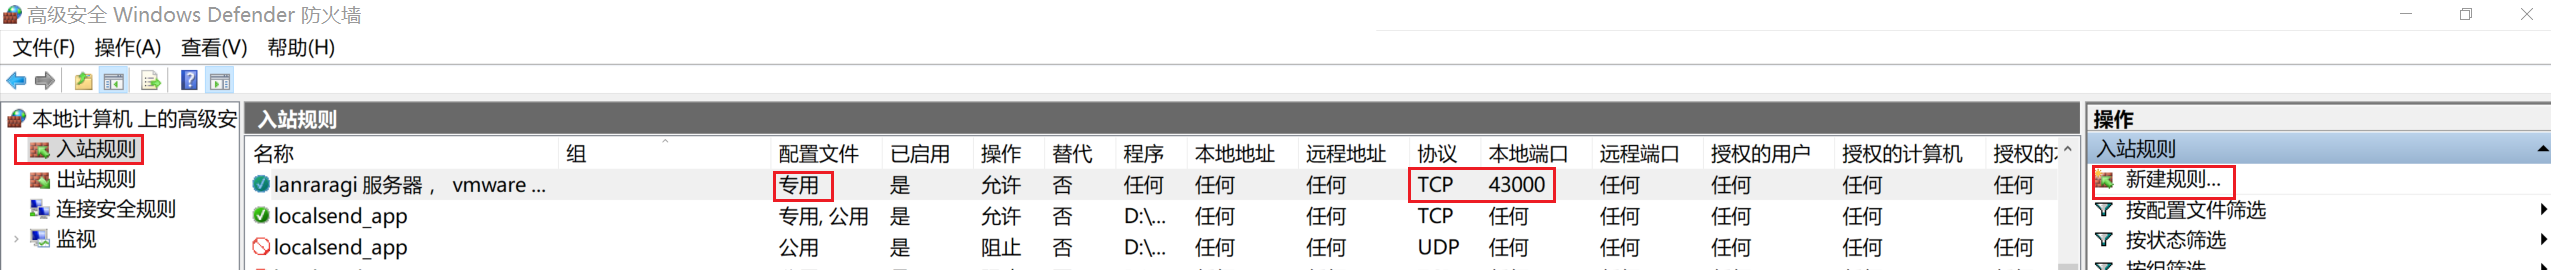 高级安全 Windows Defender 防火墙
文件(F) 操作(A) 查看(V) 帮助(H)
本地计算机 上的高级安
入站规则
出站规则
连接安全规则
监视
入站规则
名称 组 配置文件 已启用 操作 替代 程序 本地地址 远程地址 协议 本地端口 远程端口 授权的用户 授权的计算机 授权的
lanraragi 服务器， vmware ... 专用 是 允许 否 任何 任何 任何 TCP 43000 任何 任何 任何 任何
localsend_app 专用, 公用 是 允许 否 D:\... 任何 任何 TCP 任何 任何 任何 任何 任何
localsend_app 公用 是 阻止 否 D:\... 任何 任何 UDP 任何 任何 任何 任何 任何
操作
入站规则
新建规则...
按配置文件筛选
按状态筛选
按组筛选